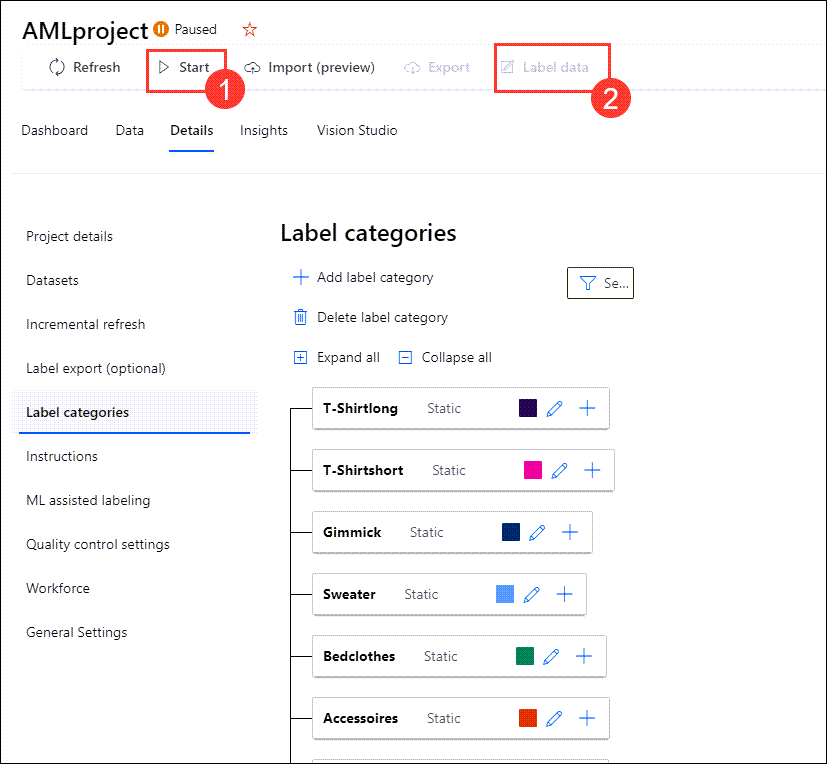 AMLproject Paused
Refresh Start Import (preview) Export Label data
1 2
Dashboard Data Details Insights Vision Studio
Project details
Datasets
Incremental refresh
Label export (optional)
Label categories
Instructions
ML assisted labeling
Quality control settings
Workforce
General Settings
Label categories
Add label category Se...
Delete label category
Expand all Collapse all
T-Shirtlong Static
T-Shirtshort Static
Gimmick Static
Sweater Static
Bedclothes Static
Accessoires Static